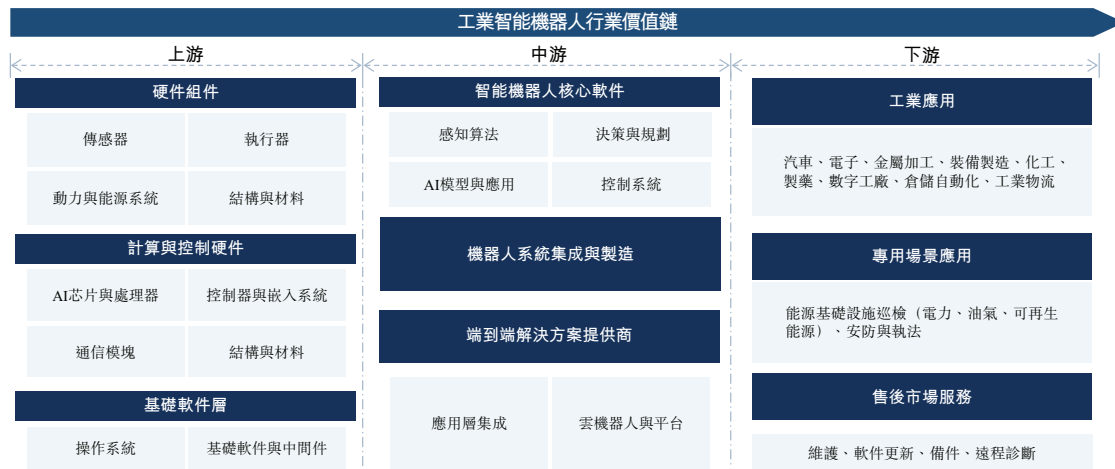 工業智能機器人行業價值鏈
上游
中游
下游
硬件組件
傳感器
執行器
動力與能源系統
結構與材料
計算與控制硬件
AI芯片與處理器
控制器與嵌入系統
通信模塊
結構與材料
基礎軟件層
操作系統
基礎軟件與中間件
智能機器人核心軟件
感知算法
決策與規劃
AI模型與應用
控制系統
機器人系統集成與製造
端到端解決方案提供商
應用層集成
雲機器人與平台
工業應用
汽車、電子、金屬加工、裝備製造、化工、
製藥、數字工廠、倉儲自動化、工業物流
專用場景應用
能源基礎設施巡檢（電力、油氣、可再生
能源）、安防與執法
售後市場服務
維護、軟件更新、備件、遠程診斷